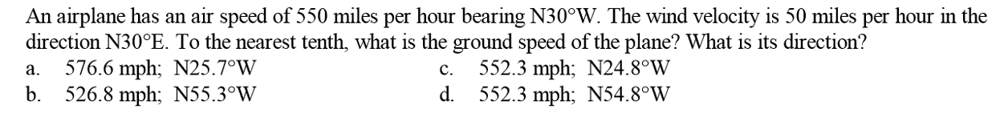 An airplane has an air speed of 550 miles per hour bearing N30°W. The wind velocity is 50 miles per hour in the
direction N30°E. To the nearest tenth, what is the ground speed of the plane? What is its direction?
a. 576.6 mph; N25.7°W c. 552.3 mph; N24.8°W
b. 526.8 mph; N55.3°W d. 552.3 mph; N54.8°W